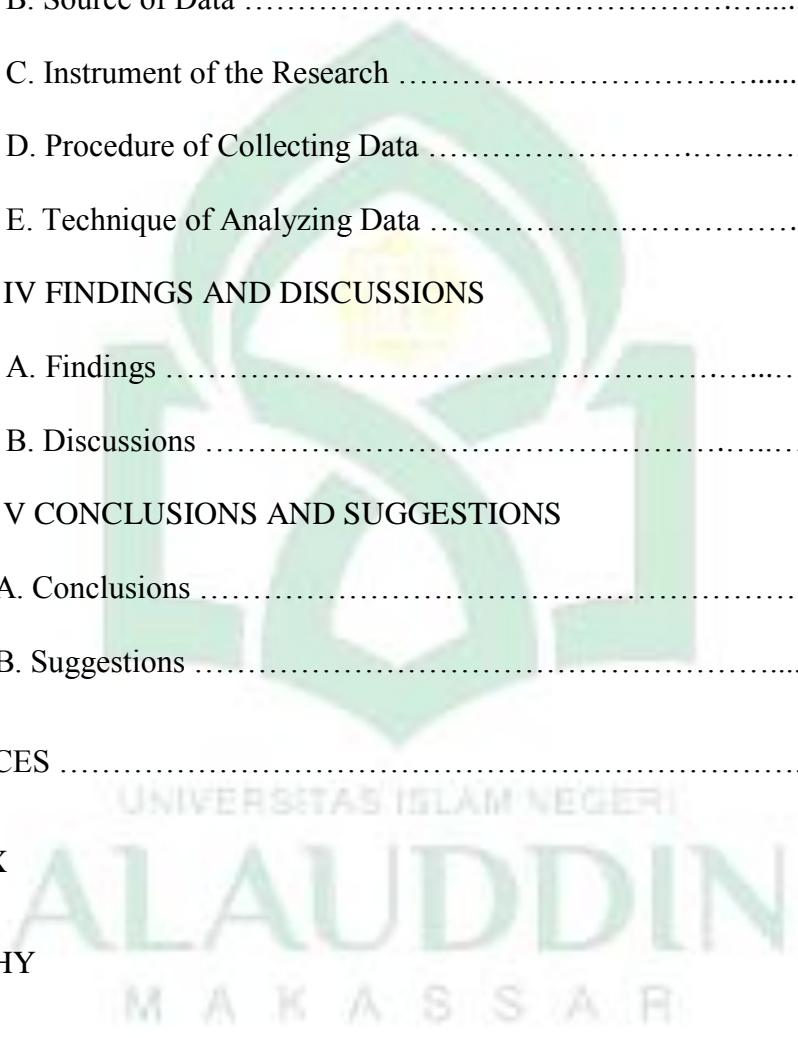 B. Source of Data ……………………………………………….…....
C. Instrument of the Research ………………………………......
D. Procedure of Collecting Data …………………….…….…
E. Technique of Analyzing Data ………………….……………….
IV FINDINGS AND DISCUSSIONS
A. Findings …………………………………………………….…...…
B. Discussions ………………………………………………….….…
V CONCLUSIONS AND SUGGESTIONS
A. Conclusions ……………………………………….………………
B. Suggestions ………………………………………………………....
CES ……………………………………………………………………
X
HY
UNIVERSITAS ISLAM NEGERI
ALAUDDIN
MAKASSAR